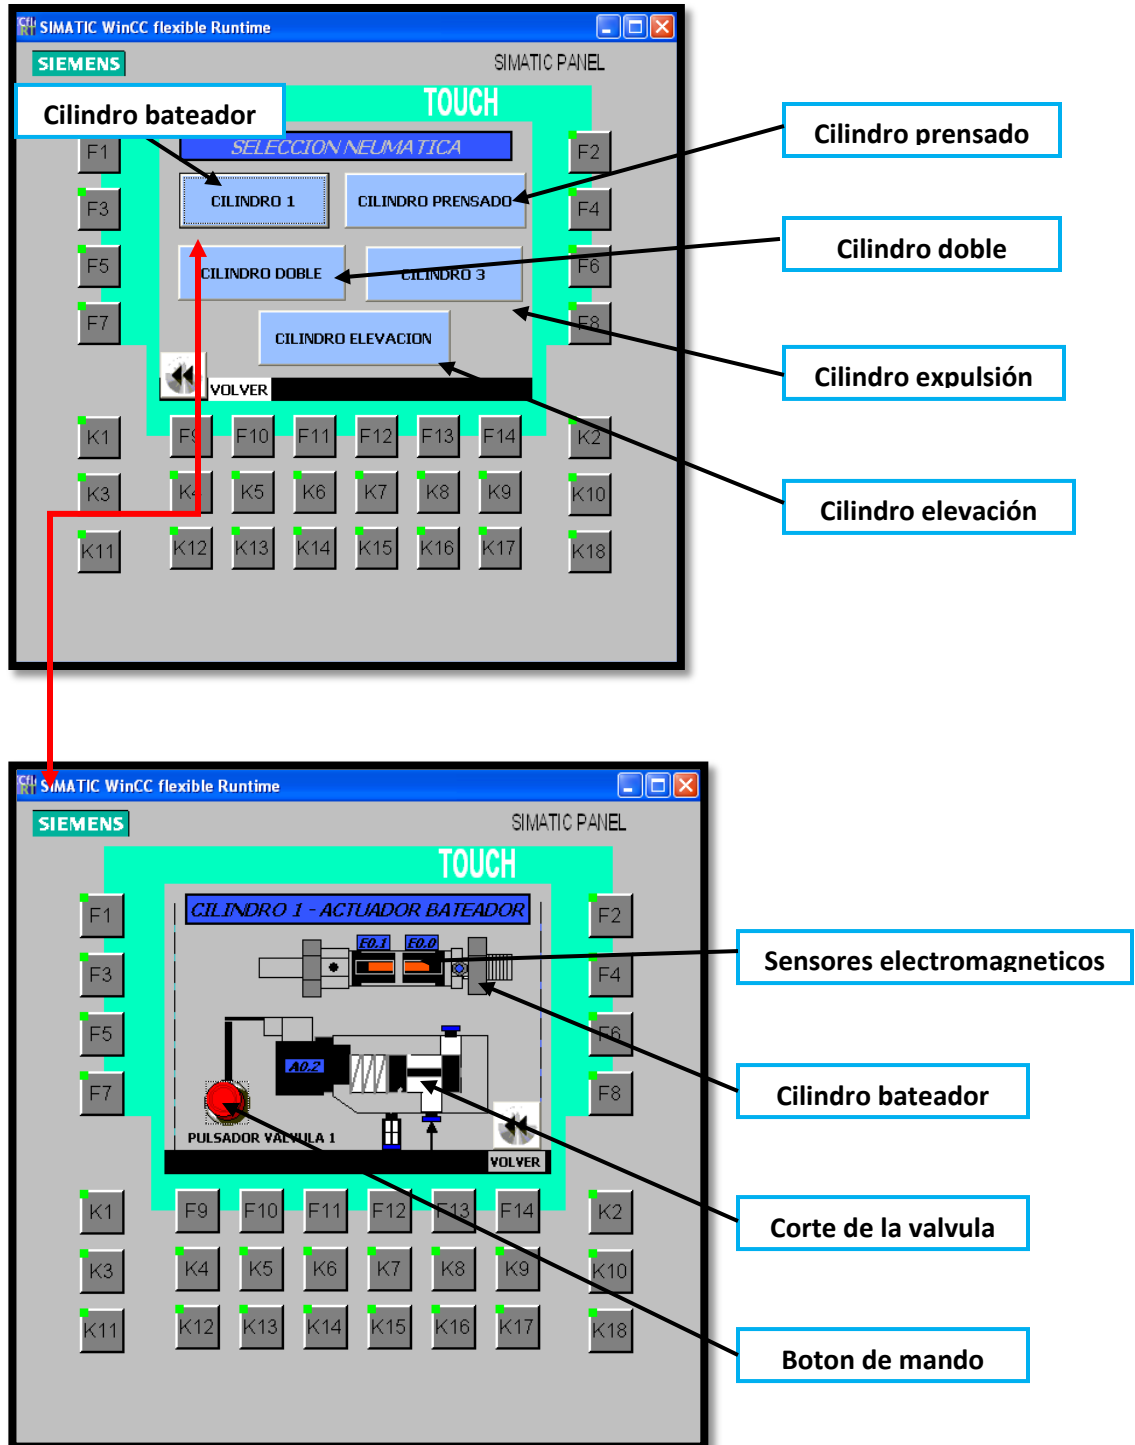 SIMATIC WinCC flexible Runtime
SIEMENS
SIMATIC PANEL
TOUCH
Cilindro bateador
Cilindro prensado
F1
SELECCION NEUMATICA
F2
CILINDRO 1
CILINDRO PRENSADO
F3
F4
Cilindro doble
F5
CILINDRO DOBLE
CILINDRO 3
F6
F7
CILINDRO ELEVACION
F8
Cilindro expulsión
VOLVER
K1
F9
F10
F11
F12
F13
F14
K2
K3
K4
K5
K6
K7
K8
K9
K10
Cilindro elevación
K11
K12
K13
K14
K15
K16
K17
K18
SIMATIC WinCC flexible Runtime
SIEMENS
SIMATIC PANEL
TOUCH
F1
CILINDRO 1 - ACTUADOR BATEADOR
F2
E0.1
E0.0
Sensores electromagneticos
F3
F4
F5
F6
A0.2
F7
F8
Cilindro bateador
PULSADOR VALVULA 1
VOLVER
K1
F9
F10
F11
F12
F13
F14
K2
Corte de la valvula
K3
K4
K5
K6
K7
K8
K9
K10
K11
K12
K13
K14
K15
K16
K17
K18
Boton de mando